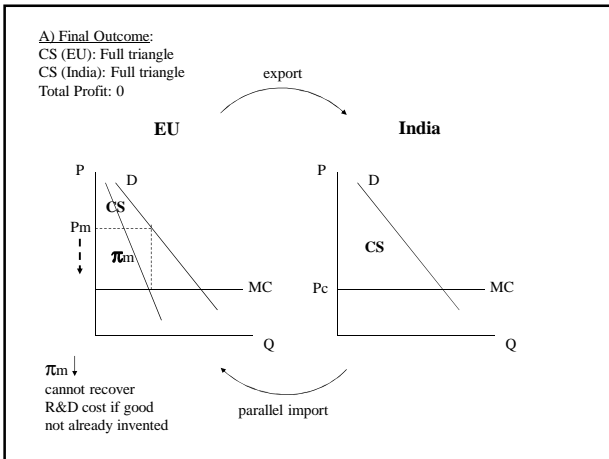 A) Final Outcome:
CS (EU): Full triangle
CS (India): Full triangle
Total Profit: 0
export
EU
India
P
D
CS
Pm
πm
MC
Q
P
D
CS
Pc
MC
Q
πm
cannot recover
R&D cost if good
not already invented
parallel import